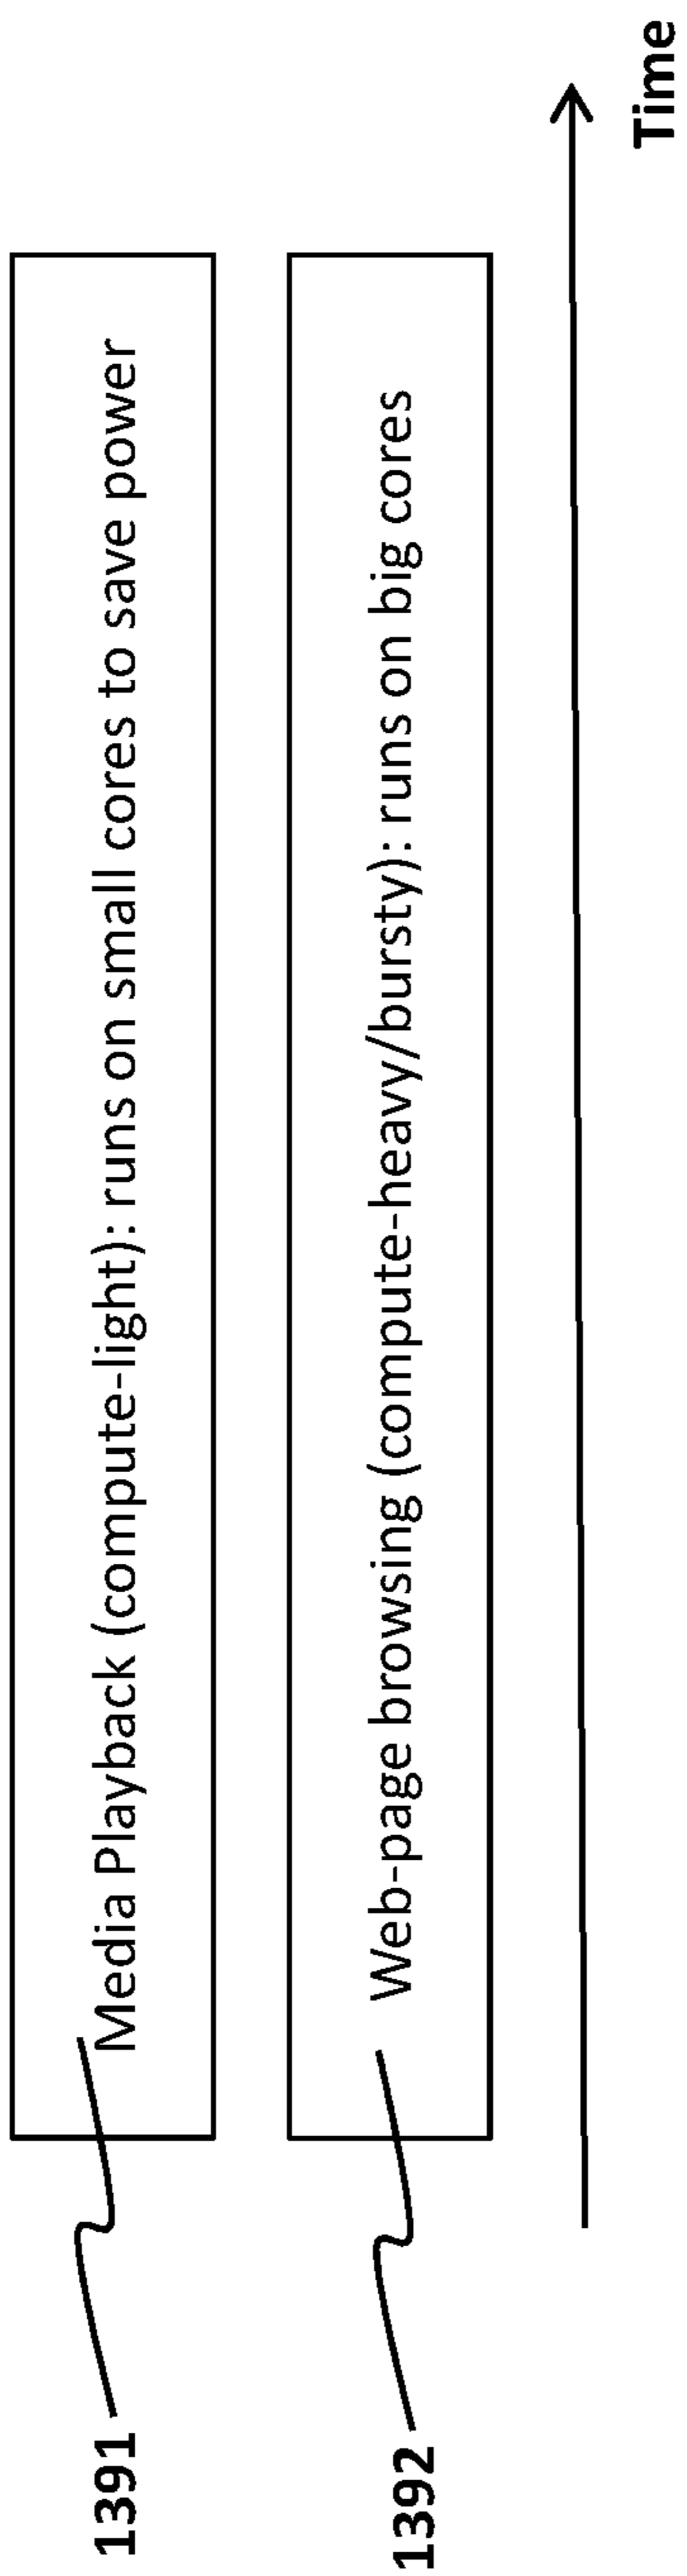 1391
Media Playback (compute-light): runs on small cores to save power
1392
Web-page browsing (compute-heavy/bursty): runs on big cores
Time